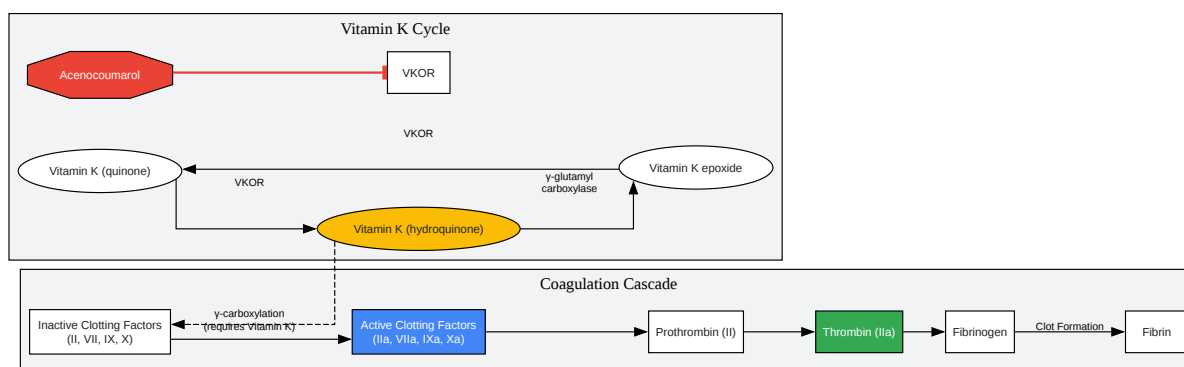 Vitamin K Cycle
Acenocoumarol
VKOR
VKOR
Vitamin K (quinone)
Vitamin K epoxide
VKOR
γ-glutamyl
carboxylase
Vitamin K (hydroquinone)
Coagulation Cascade
Inactive Clotting Factors
(II, VII, IX, X)
γ-carboxylation
(requires Vitamin K)
Active Clotting Factors
(IIa, VIIa, IXa, Xa)
Prothrombin (II)
Thrombin (IIa)
Fibrinogen
Clot Formation
Fibrin